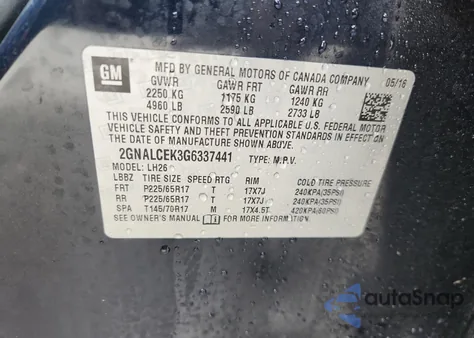 GM
MFD BY GENERAL MOTORS OF CANADA COMPANY 05/16
GVWR GAWR FRT GAWR RR
2250 KG 1175 KG 1240 KG
4960 LB 2590 LB 2733 LB
THIS VEHICLE CONFORMS TO ALL APPLICABLE U.S. FEDERAL MOTOR
VEHICLE SAFETY AND THEFT PREVENTION STANDARDS IN EFFECT ON
THE DATE OF MANUFACTURE SHOWN ABOVE.
2GNALCEK3G6337441 TYPE: M.P.V.
MODEL: LH26
LBBZ TIRE SIZE SPEED RTG RIM COLD TIRE PRESSURE
FRT P225/65R17 T 17X7J 240KPA(35PSI)
RR P225/65R17 T 17X7J 240KPA(35PSI)
SPA T145/70R17 M 17X4.5T 420KPA(60PSI)
SEE OWNER'S MANUAL FOR MORE INFORMATION.
autoSnap